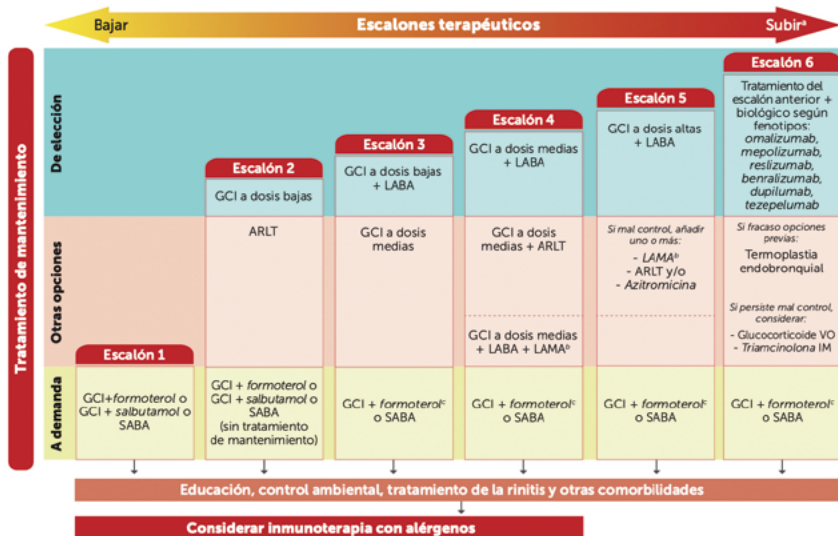 Bajar
Escalones terapéuticos
Subirª
Tratamiento de mantenimiento
De elección
Otras opciones
A demanda
Escalón 1
GCI+formoterol o
GCI + salbutamol o
SABA
Escalón 2
GCI a dosis bajas
ARLT
GCI + formoterol o
GCI + salbutamol o
SABA
(sin tratamiento
de mantenimiento)
Escalón 3
GCI a dosis bajas
+ LABA
GCI a dosis
medias
GCI + formoterolᶜ
o SABA
Escalón 4
GCI a dosis medias
+ LABA
GCI a dosis
medias + ARLT
GCI a dosis medias
+ LABA + LAMAᵇ
GCI + formoterolᶜ
o SABA
Escalón 5
GCI a dosis altas
+ LABA
Si mal control, añadir
uno o más:
- LAMAᵇ
- ARLT y/o
- Azitromicina
GCI + formoterolᶜ
o SABA
Escalón 6
Tratamiento del
escalón anterior +
biológico según
fenotipos:
omalizumab,
mepolizumab,
reslizumab,
benralizumab,
dupilumab,
tezepelumab
Si fracaso opciones
previas:
Termoplastia
endobronquial
Si persiste mal control,
considerar:
- Glucocorticoide VO
- Triamcinolona IM
GCI + formoterolᶜ
o SABA
Educación, control ambiental, tratamiento de la rinitis y otras comorbilidades
Considerar inmunoterapia con alérgenos